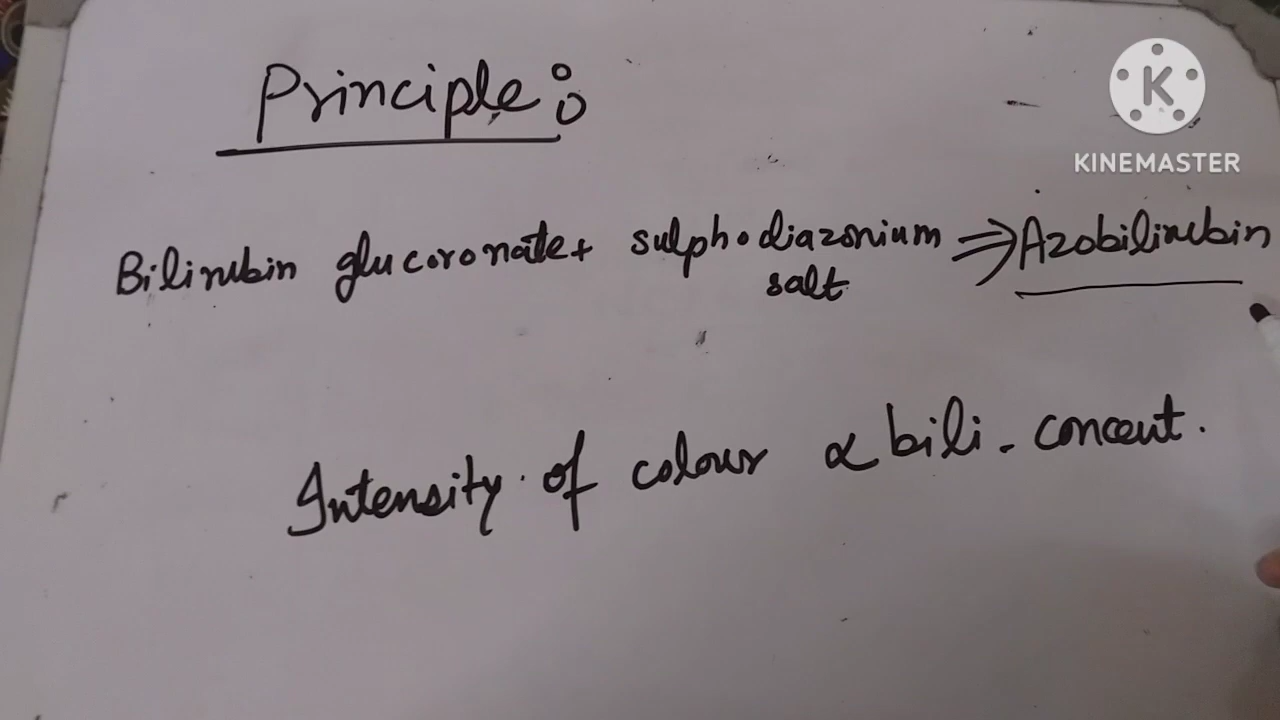 Principle:
K
KINEMASTER
Bilirubin glucoronate + sulphodiazonium ⇒ Azobilirubin
salt
Intensity of colour ∝ bili. concent.